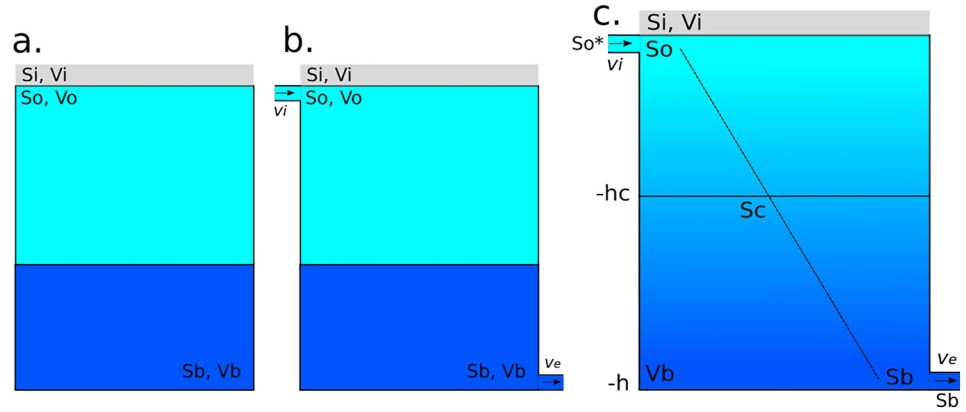 a.
Si, Vi
So, Vo
Sb, Vb
b.
Si, Vi
So, Vo
vi
Sb, Vb
ve
c.
Si, Vi
So*
So
vi
-hc
Sc
-h
Vb
Sb
ve
Sb